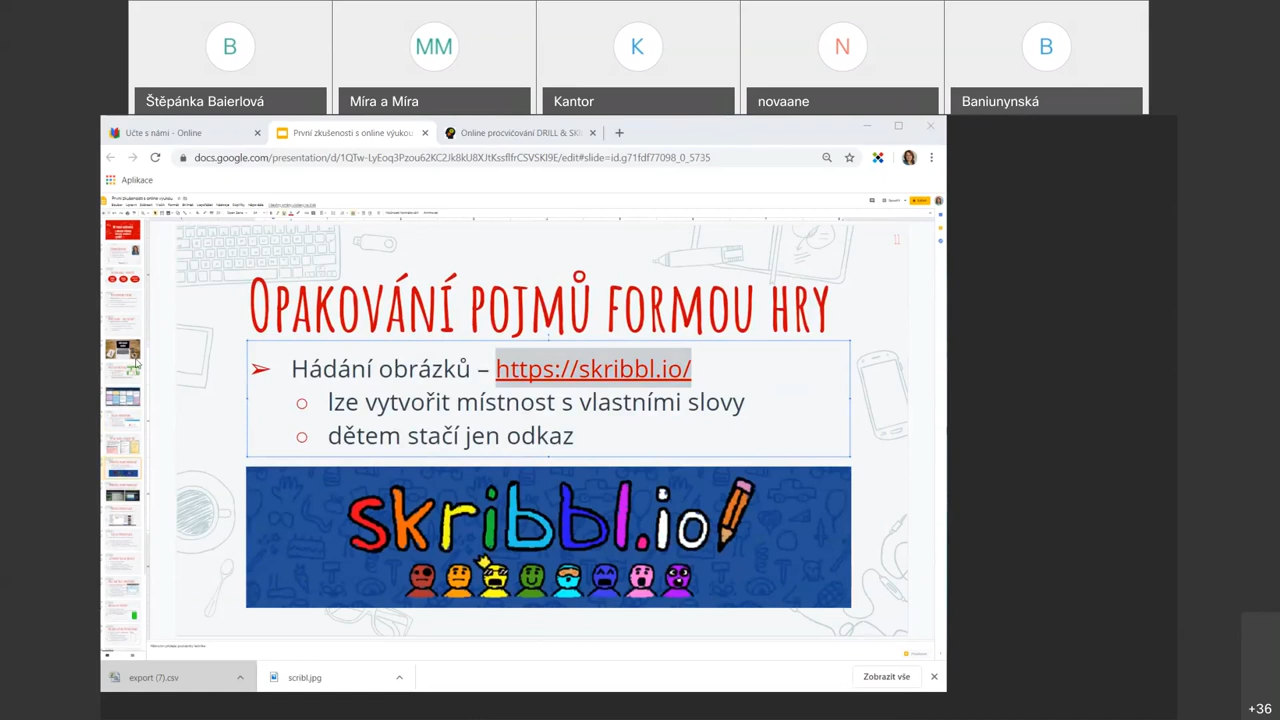 B
MM
K
N
B
Štěpánka Baierlová
Míra a Míra
Kantor
novaane
Baniunynská
Učte s námi - Online
První zkušenosti s online výukou
Online procvičování DRILL & SKI
docs.google.com/presentation/d/1QTw-LyEoq3Pzou62KC2Jk8kU8XJtKssflfrCSVSKI9E/edit#slide=id.g71fdf77098_0_5735
Aplikace
11
Opakování pojmů formou hry
➢ Hádání obrázků – https://skribbl.io/
○ lze vytvořit místnost s vlastními slovy
○ dětem stačí jen odkaz
skribbl.io
export (7).csv
scribl.jpg
Zobrazit vše
+36